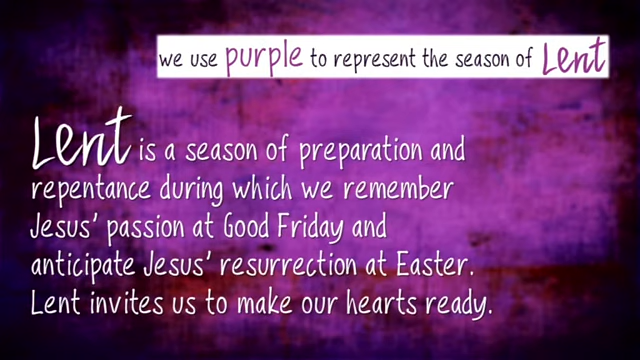 we use purple to represent the season of Lent
Lent is a season of preparation and
repentance during which we remember
Jesus' passion at Good Friday and
anticipate Jesus' resurrection at Easter.
Lent invites us to make our hearts ready.